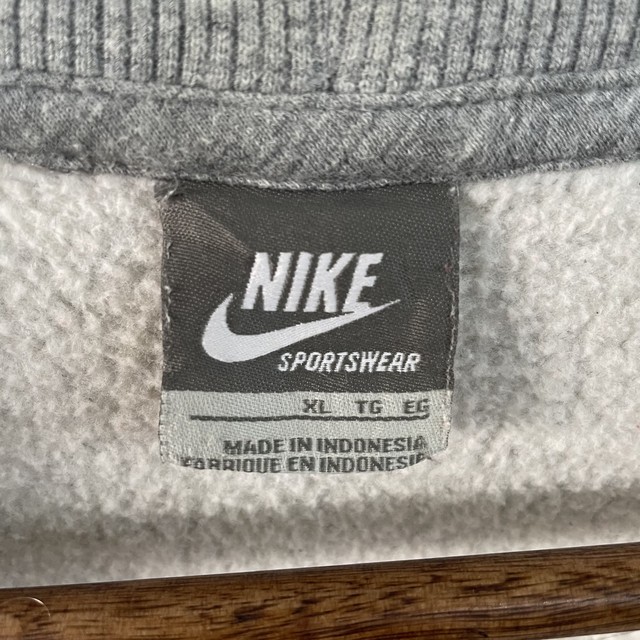 NIKE
SPORTSWEAR
XL TG EG
MADE IN INDONESIA
FABRIQUE EN INDONESIE